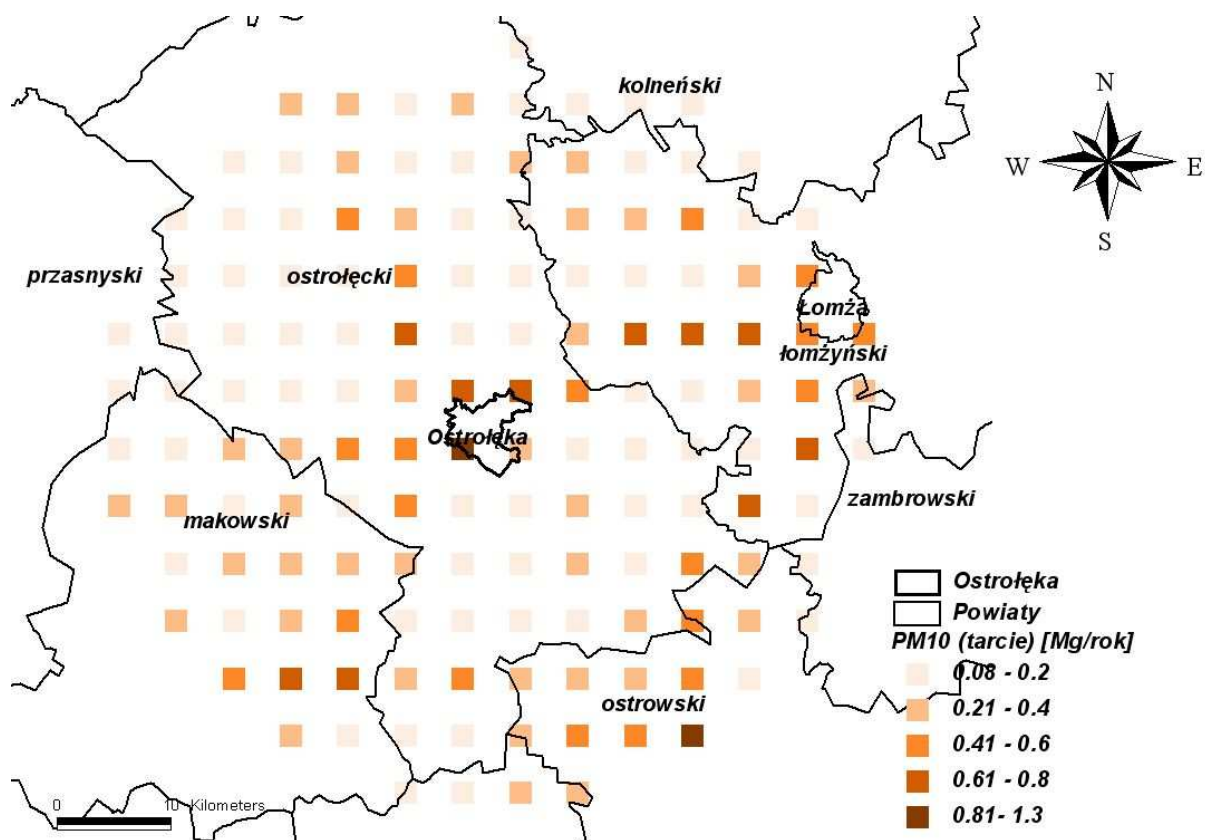 kolneński
N
W
E
S
przasnyski
ostrołęcki
Łomża
łomżyński
Ostrołęka
makowski
zambrowski
Ostrołęka
Powiaty
PM10 (tarcie) [Mg/rok]
0.08 - 0.2
ostrowski
0.21 - 0.4
0.41 - 0.6
0.61 - 0.8
0.81- 1.3
0 10 Kilometers